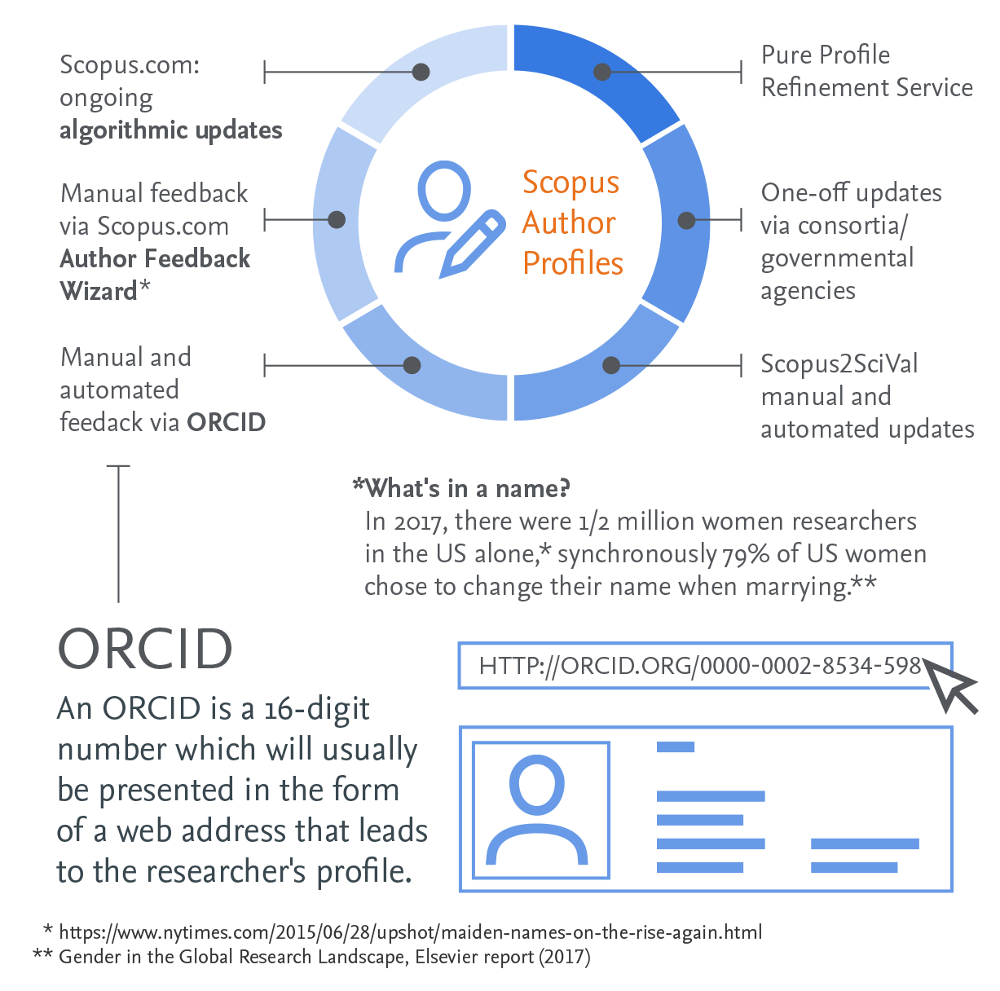 Scopus.com:
ongoing
algorithmic updates
Manual feedback
via Scopus.com
Author Feedback
Wizard*
Manual and
automated
feedack via ORCID
Scopus
Author
Profiles
Pure Profile
Refinement Service
One-off updates
via consortia/
governmental
agencies
Scopus2SciVal
manual and
automated updates
*What's in a name?
In 2017, there were 1/2 million women researchers
in the US alone,* synchronously 79% of US women
chose to change their name when marrying.**
ORCID
An ORCID is a 16-digit
number which will usually
be presented in the form
of a web address that leads
to the researcher's profile.
HTTP://ORCID.ORG/0000-0002-8534-598
* https://www.nytimes.com/2015/06/28/upshot/maiden-names-on-the-rise-again.html
** Gender in the Global Research Landscape, Elsevier report (2017)